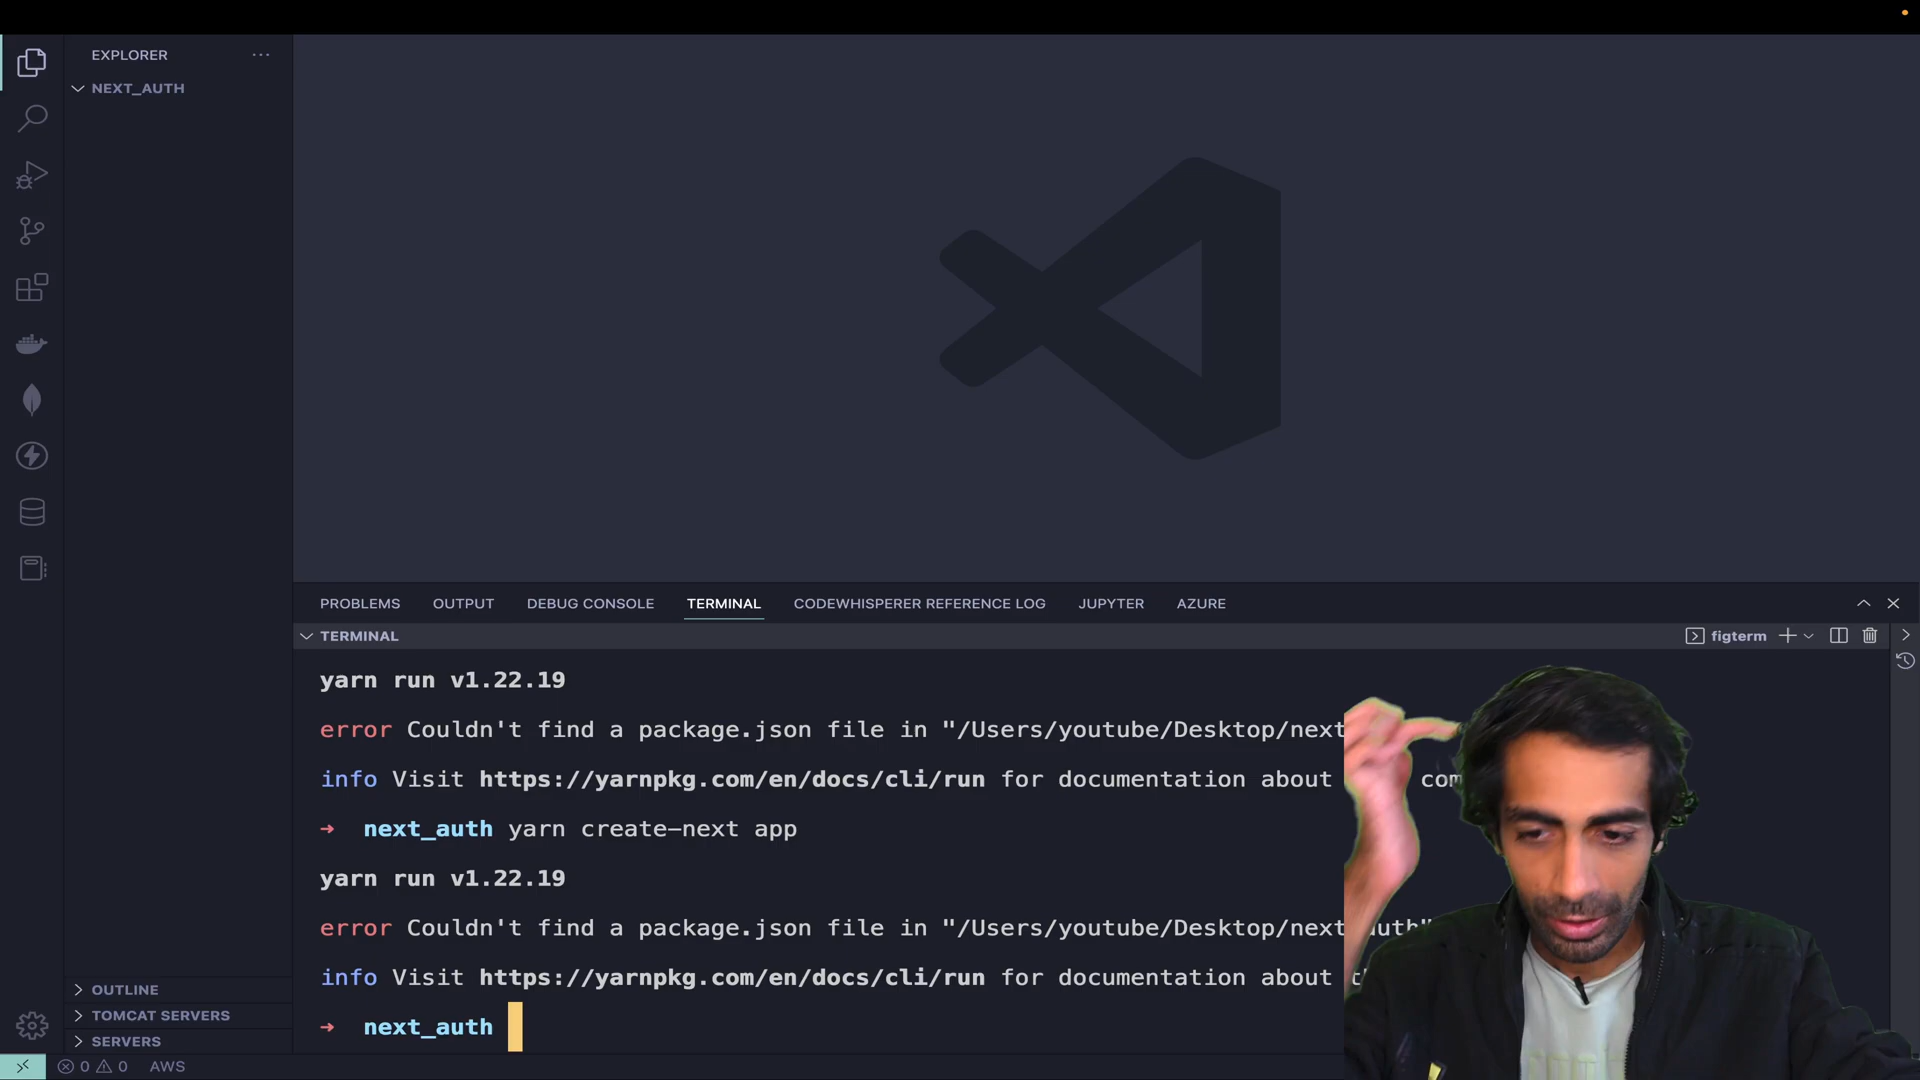 EXPLORER
NEXT_AUTH
PROBLEMS OUTPUT DEBUG CONSOLE TERMINAL CODEWHISPERER REFERENCE LOG JUPYTER AZURE
TERMINAL
figterm
yarn run v1.22.19
error Couldn't find a package.json file in "/Users/youtube/Desktop/next
info Visit https://yarnpkg.com/en/docs/cli/run for documentation about
➜ next_auth yarn create-next app
yarn run v1.22.19
error Couldn't find a package.json file in "/Users/youtube/Desktop/next
info Visit https://yarnpkg.com/en/docs/cli/run for documentation about
➜ next_auth
OUTLINE
TOMCAT SERVERS
SERVERS
0 0 AWS